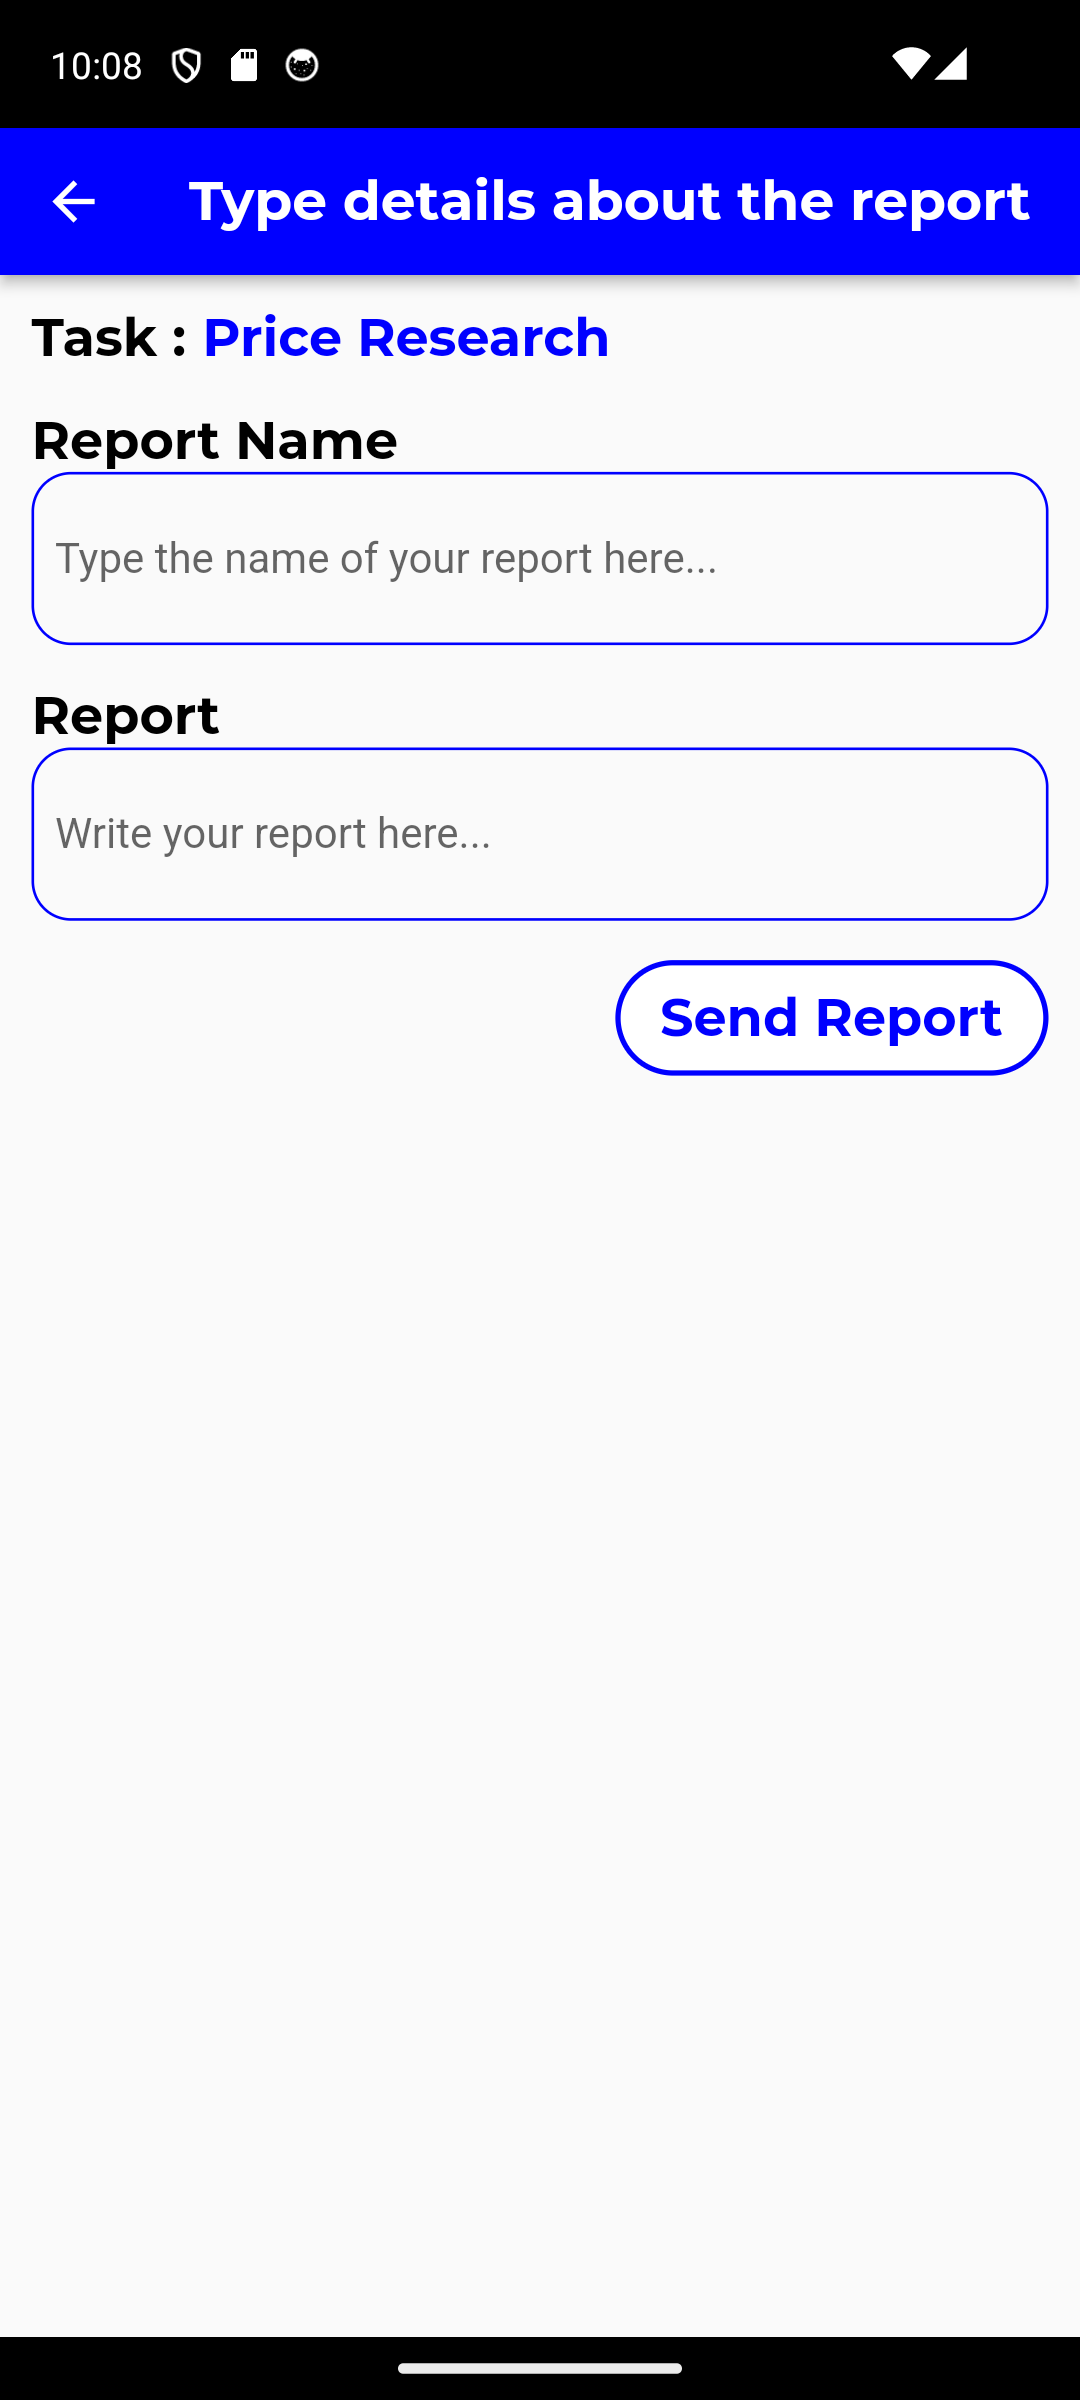 10:08
Type details about the report
Task : Price Research
Report Name
Type the name of your report here...
Report
Write your report here...
Send Report